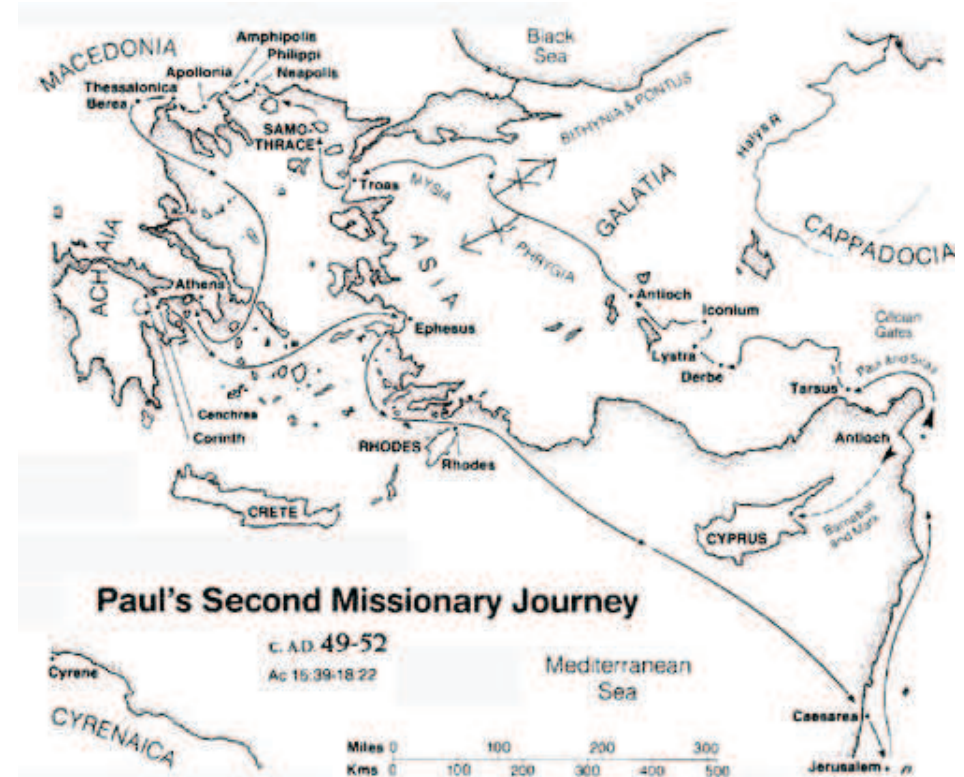 MACEDONIA
Amphipolis
Philippi
Apollonia
Neapolis
Thessalonica
Berea
Black
Sea
BITHYNIA & PONTUS
Halys R
SAMO-
THRACE
Troas
MYSIA
GALATIA
CAPPADOCIA
ACHAIA
ASIA
PHRYGIA
Athens
Antioch
Iconium
Ephesus
Cilician
Gates
Lystra
Derbe
Paul And Silas
Tarsus
Cenchrea
Corinth
Antioch
RHODES
Rhodes
CRETE
CYPRUS
Barnabas
and Mark
Paul's Second Missionary Journey
c. A.D. 49-52
Ac 15:39-18:22
Mediterranean
Sea
Cyrene
CYRENAICA
Caesarea
Miles 0 100 200 300
Kms 0 100 200 300 400 500
Jerusalem